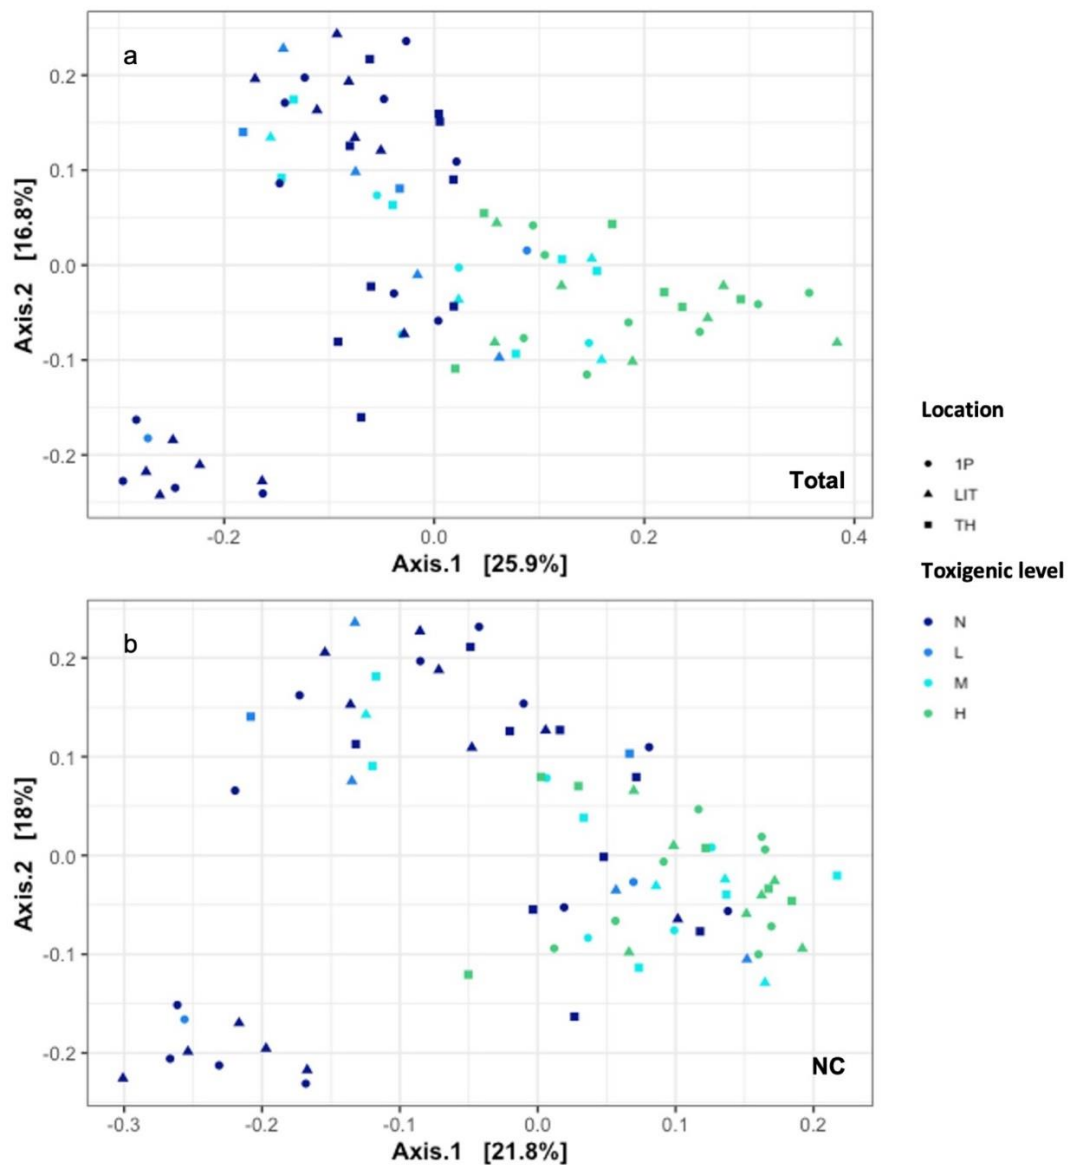 a
0.2
0.1
0.0
-0.1
-0.2
Axis.2 [16.8%]
Total
-0.2 0.0 0.2 0.4
Axis.1 [25.9%]
Location
1P
LIT
TH
Toxigenic level
N
L
M
H
b
0.2
0.1
0.0
-0.1
-0.2
Axis.2 [18%]
NC
-0.3 -0.2 -0.1 0.0 0.1 0.2
Axis.1 [21.8%]